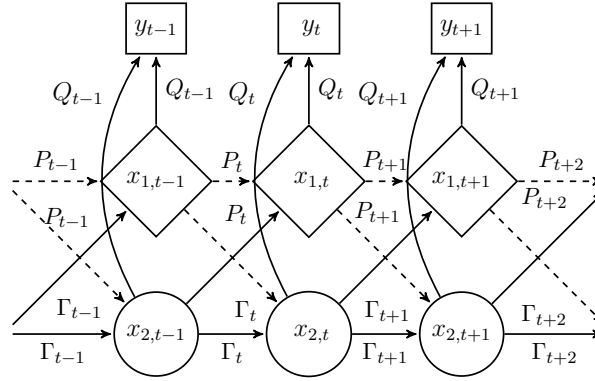 y_{t-1} y_t y_{t+1}
Q_{t-1} Q_{t-1} Q_t Q_t Q_{t+1} Q_{t+1}
P_{t-1} P_t P_{t+1} P_{t+2}
x_{1,t-1} x_{1,t} x_{1,t+1}
P_{t-1} P_t P_{t+1} P_{t+2}
Γ_{t-1} Γ_t Γ_{t+1} Γ_{t+2}
x_{2,t-1} x_{2,t} x_{2,t+1}
Γ_{t-1} Γ_t Γ_{t+1} Γ_{t+2}